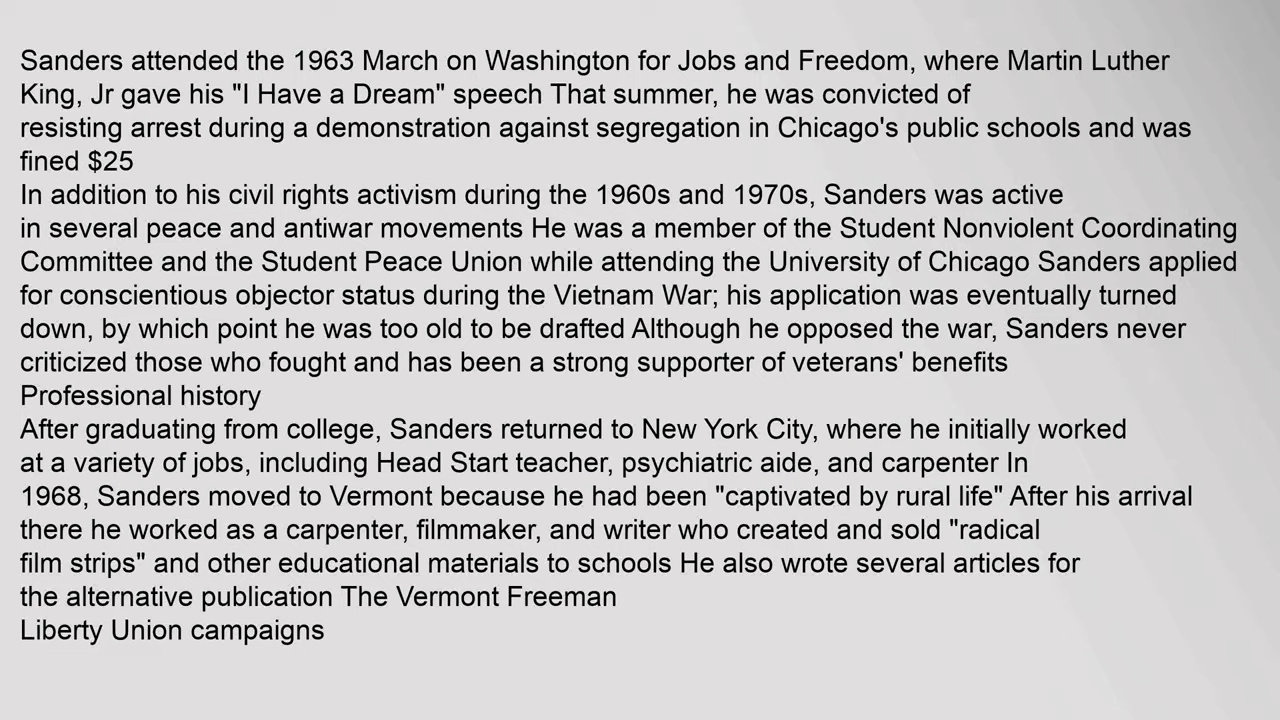 Sanders attended the 1963 March on Washington for Jobs and Freedom, where Martin Luther
King, Jr gave his "I Have a Dream" speech That summer, he was convicted of
resisting arrest during a demonstration against segregation in Chicago's public schools and was
fined $25
In addition to his civil rights activism during the 1960s and 1970s, Sanders was active
in several peace and antiwar movements He was a member of the Student Nonviolent Coordinating
Committee and the Student Peace Union while attending the University of Chicago Sanders applied
for conscientious objector status during the Vietnam War; his application was eventually turned
down, by which point he was too old to be drafted Although he opposed the war, Sanders never
criticized those who fought and has been a strong supporter of veterans' benefits
Professional history
After graduating from college, Sanders returned to New York City, where he initially worked
at a variety of jobs, including Head Start teacher, psychiatric aide, and carpenter In
1968, Sanders moved to Vermont because he had been "captivated by rural life" After his arrival
there he worked as a carpenter, filmmaker, and writer who created and sold "radical
film strips" and other educational materials to schools He also wrote several articles for
the alternative publication The Vermont Freeman
Liberty Union campaigns